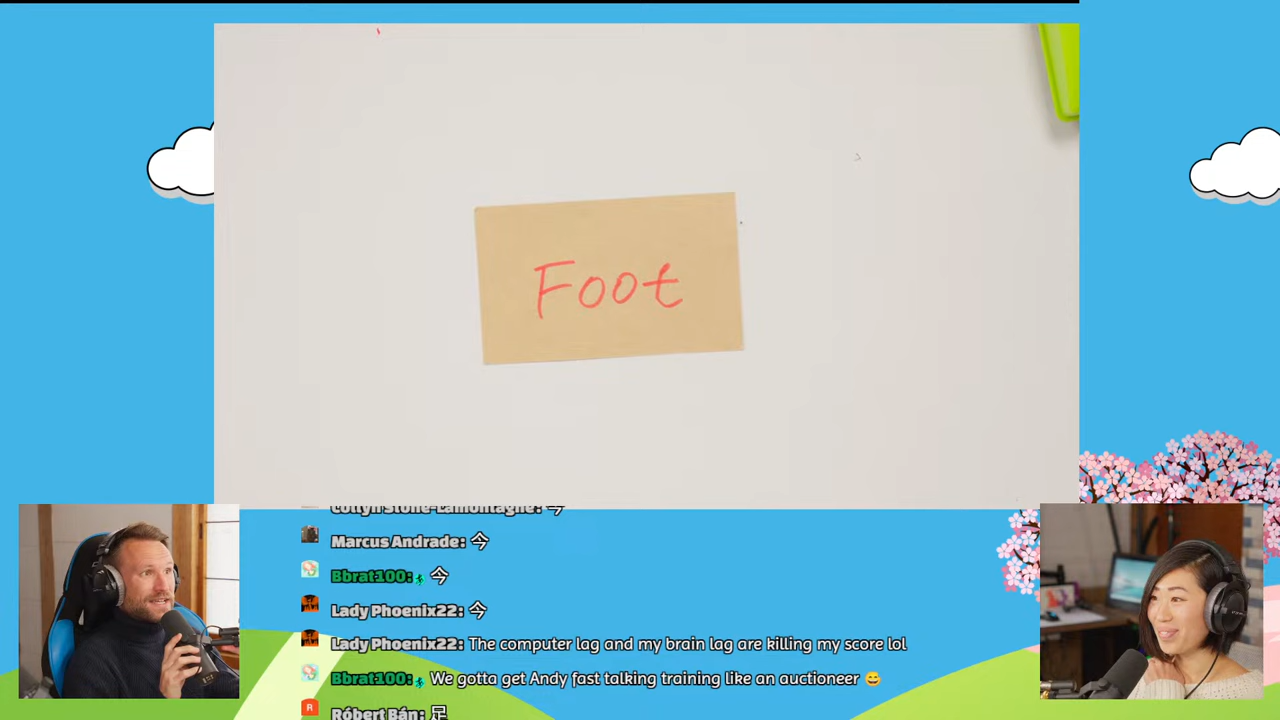 Foot
Marcus Andrade: 今
Bbrat100: 今
Lady Phoenix22: 今
Lady Phoenix22: The computer lag and my brain lag are killing my score lol
Bbrat100: We gotta get Andy fast talking training like an auctioneer 😅
R
Róbert Bán: 足